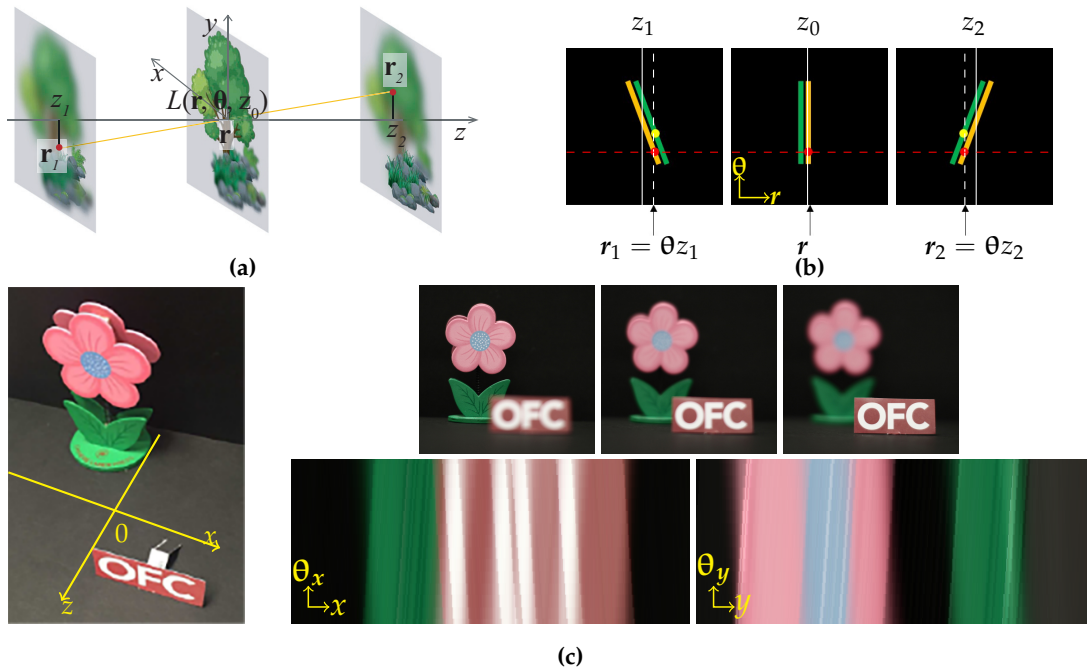 y
x
z
L(r, θ, z₀)
r
z₁
r₁
r₂
z₂
(a)
z₁ z₀ z₂
θ
r
r₁ = θz₁ r r₂ = θz₂
(b)
0
x
z
OFC
OFC OFC OFC
θx
x
θy
y
(c)